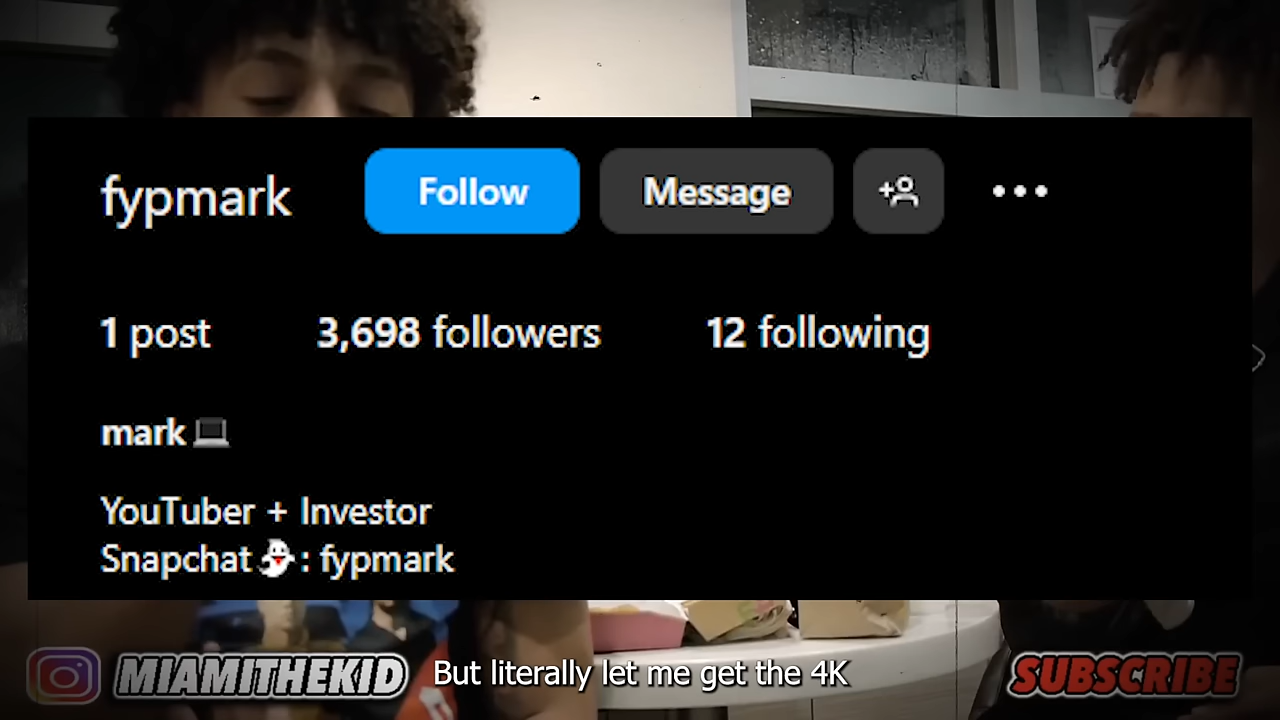 fypmark Follow Message
1 post 3,698 followers 12 following
mark
YouTuber + Investor
Snapchat 👻: fypmark
MIAMITHEKID But literally let me get the 4K SUBSCRIBE